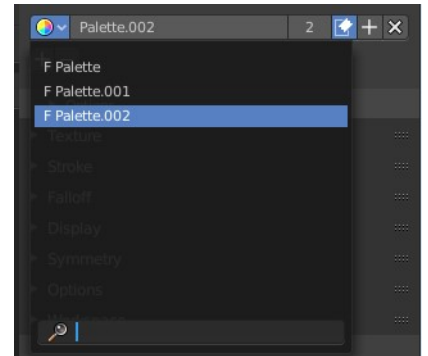 Palette.002 2
F Palette
F Palette.001
F Palette.002
Texture
Stroke
Falloff
Display
Symmetry
Options